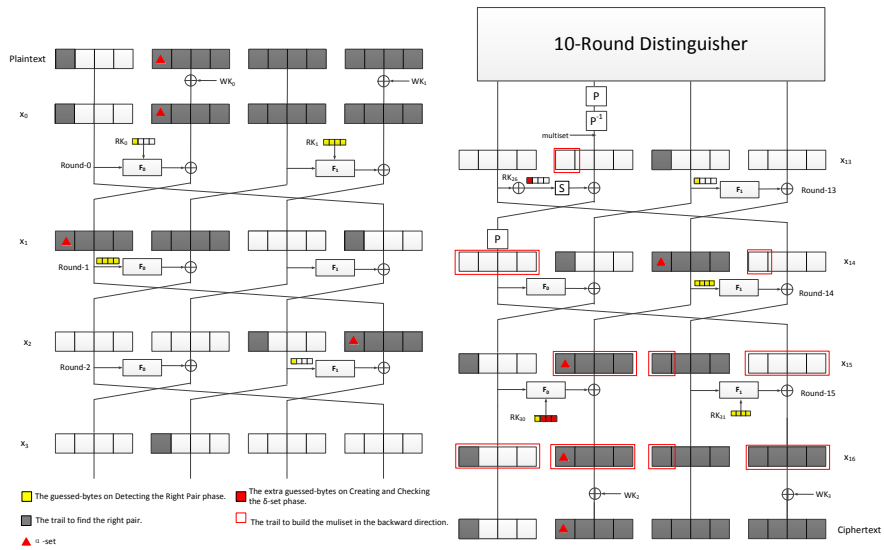 Plaintext
WK0
WK1
x0
RK0
RK1
Round-0
F0
F1
x1
Round-1
F0
F1
x2
Round-2
F0
F1
x3
The guessed-bytes on Detecting the Right Pair phase.
The trail to find the right pair.
α -set
The extra guessed-bytes on Creating and Checking
the δ-set phase.
The trail to build the muliset in the backward direction.
10-Round Distinguisher
P
P-1
multiset
x13
RK26
S
F1
Round-13
P
x14
F0
F1
Round-14
x15
F0
F1
Round-15
RK30
RK31
x16
WK2
WK3
Ciphertext